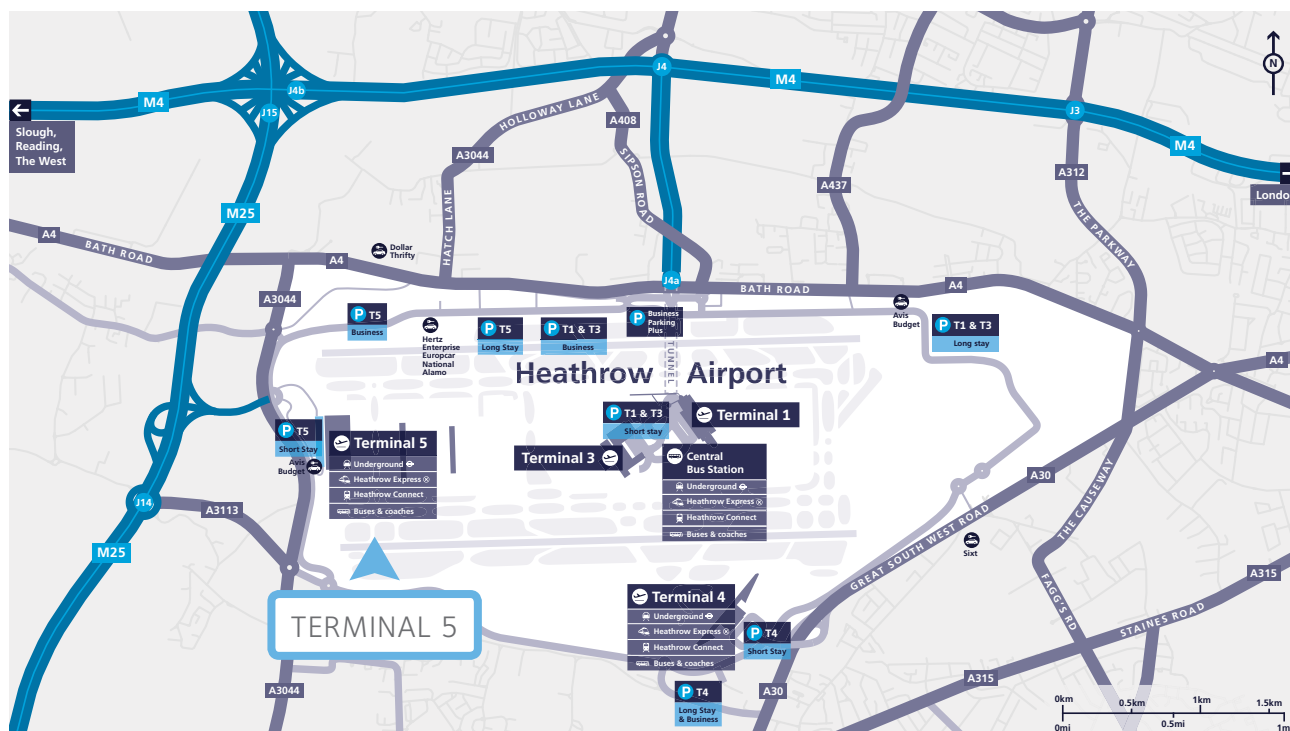 N
M4
J4b
J15
J4
M4
J3
M4
Slough,
Reading,
The West
London
HOLLOWAY LANE
A408
A3044
SIPSON ROAD
HATCH LANE
A437
A312
THE PARKWAY
M25
A4
BATH ROAD
A4
Dollar
Thrifty
J4a
BATH ROAD
A4
A3044
P T5
Business
Hertz
Enterprise
Europcar
National
Alamo
P T5
Long Stay
P T1 & T3
Business
P Business
Parking
Plus
TUNNEL
Avis
Budget
P T1 & T3
Long stay
A4
Heathrow Airport
P T1 & T3
Short stay
Terminal 1
Terminal 3
Central
Bus Station
Underground
Heathrow Express
Heathrow Connect
Buses & coaches
P T5
Short Stay
Avis
Budget
Terminal 5
Underground
Heathrow Express
Heathrow Connect
Buses & coaches
J14
A3113
M25
A30
GREAT SOUTH WEST ROAD
THE CAUSEWAY
Sixt
FAGG'S RD
A315
STAINES ROAD
TERMINAL 5
Terminal 4
Underground
Heathrow Express
Heathrow Connect
Buses & coaches
P T4
Short Stay
P T4
Long Stay
& Business
A3044
A30
A315
0km 0.5km 1km 1.5km
0mi 0.5mi 1m